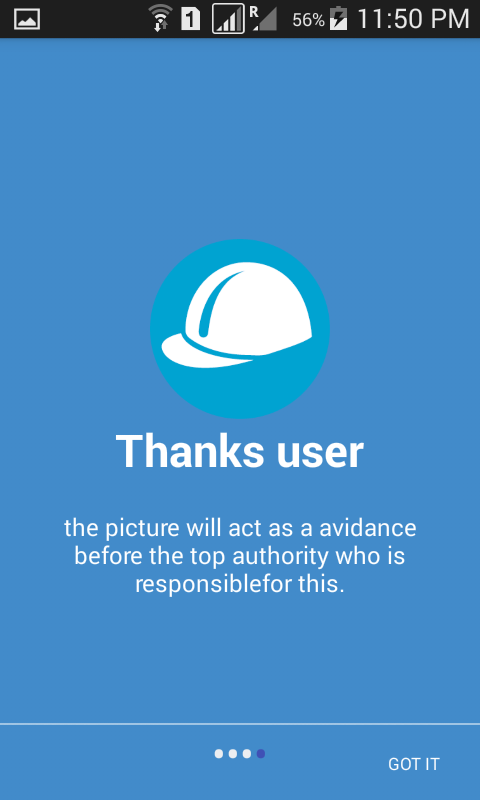 1 R 56% 11:50 PM
Thanks user
the picture will act as a avidance
before the top authority who is
responsiblefor this.
GOT IT